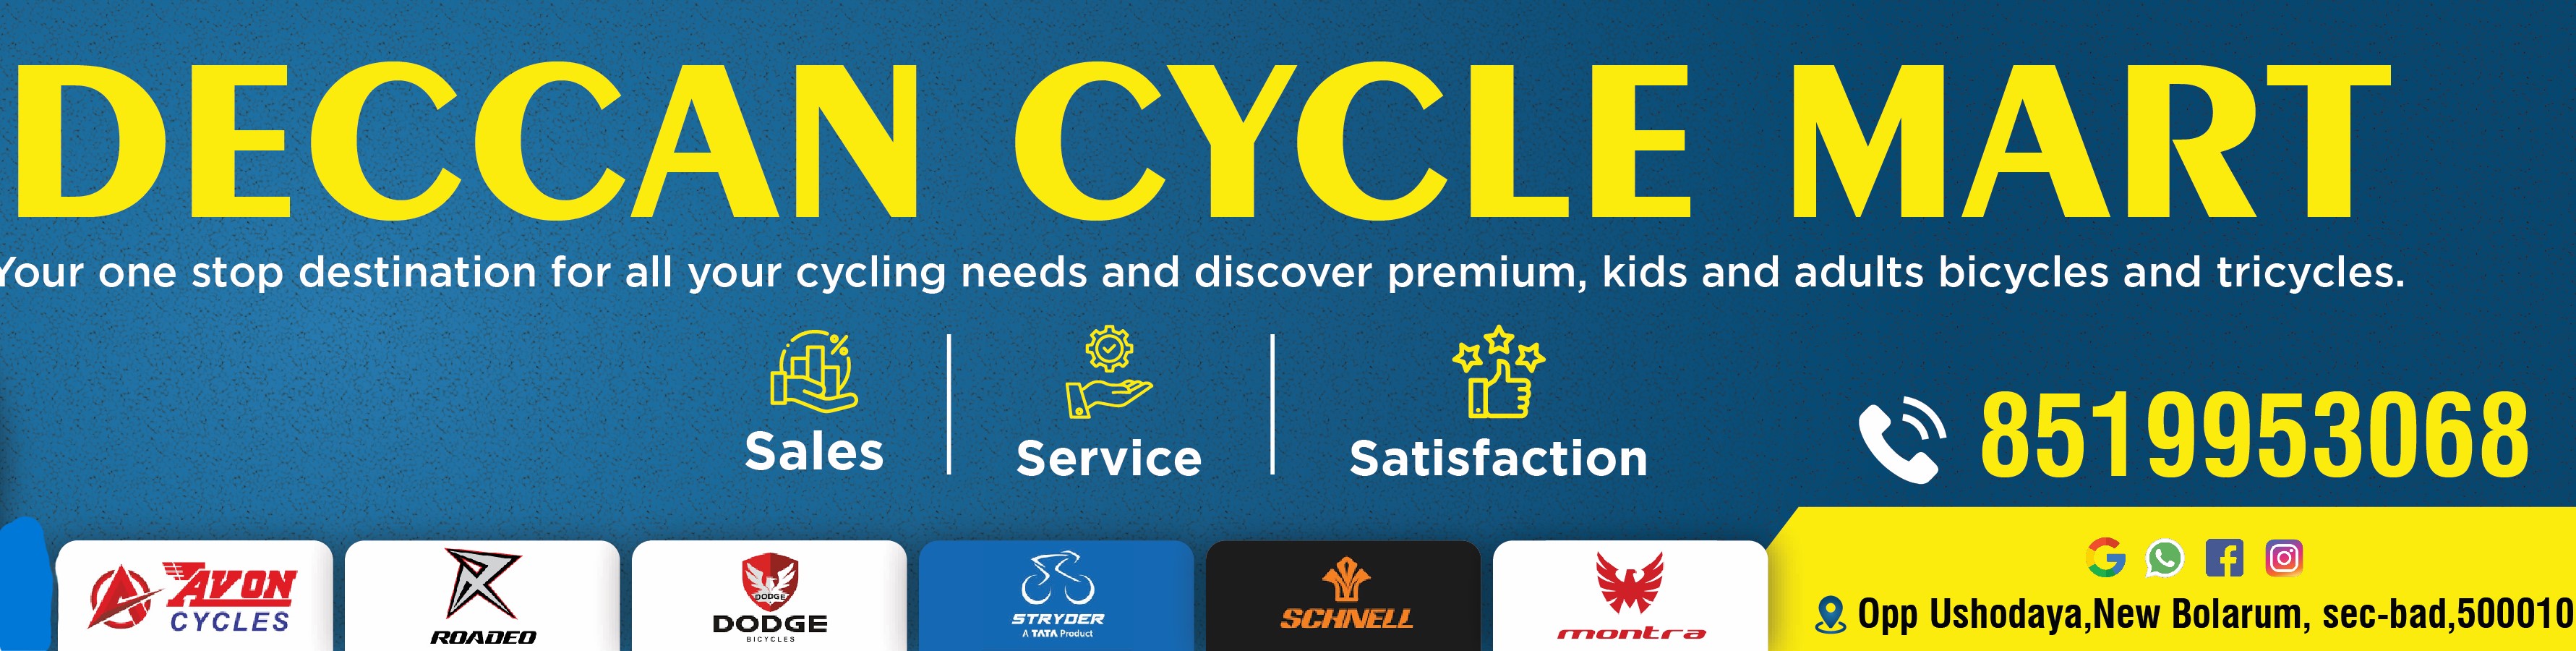 DECCAN CYCLE MART
Your one stop destination for all your cycling needs and discover premium, kids and adults bicycles and tricycles.
Sales
Service
Satisfaction
8519953068
AVON
CYCLES
ROADEO
DODGE
DODGE
BICYCLES
STRYDER
A TATA Product
SCHNELL
montra
Opp Ushodaya,New Bolarum, sec-bad,500010